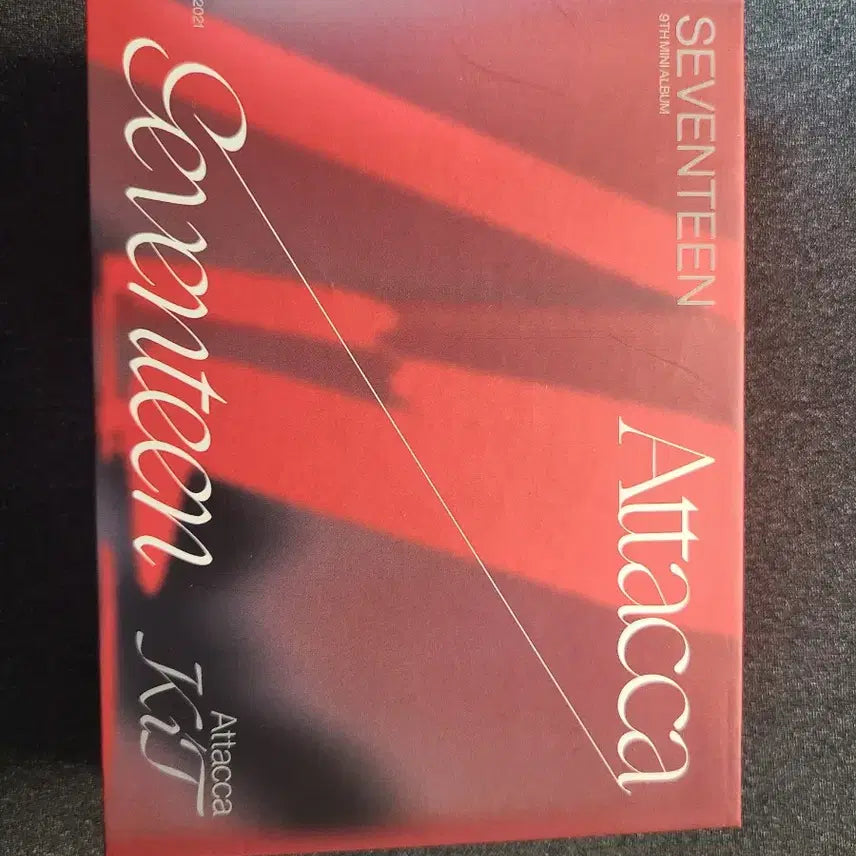 SEVENTEEN
9TH MINI ALBUM
Attacca
Seventeen
2021
Attacca
KiT